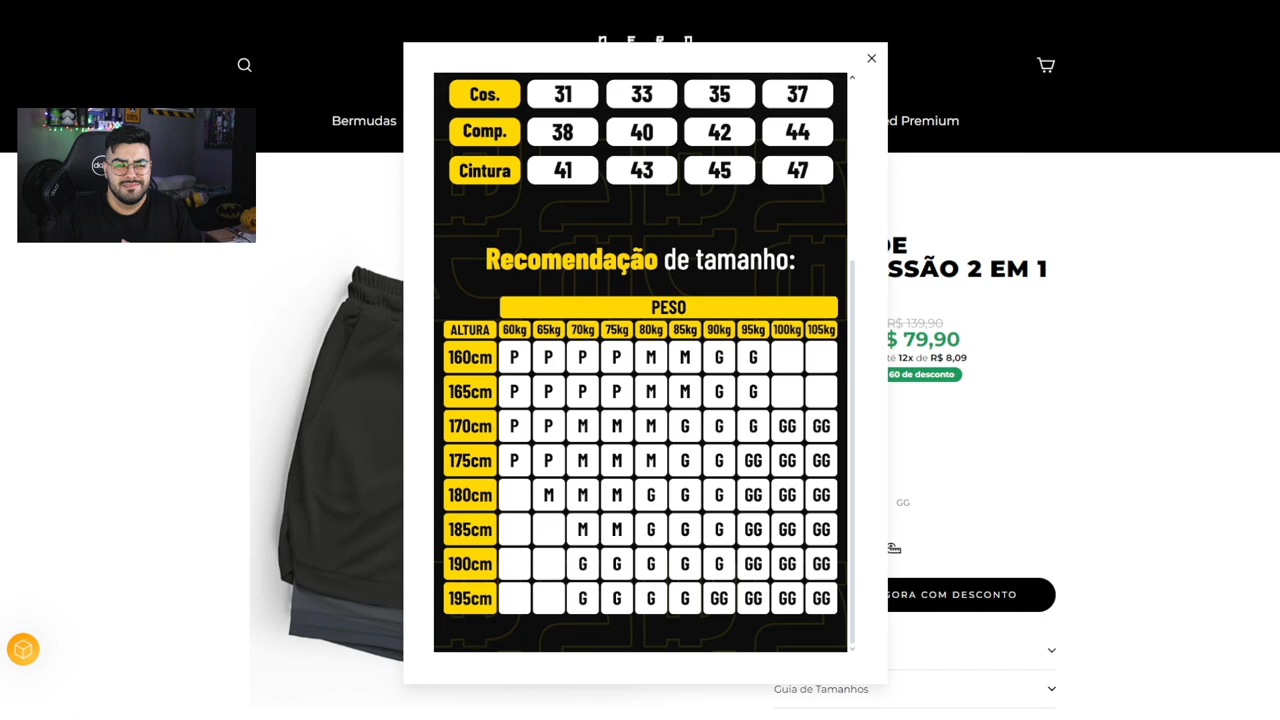 Bermudas
ed Premium
Cos. 31 33 35 37
Comp. 38 40 42 44
Cintura 41 43 45 47
Recomendação de tamanho:
PESO
ALTURA 60kg 65kg 70kg 75kg 80kg 85kg 90kg 95kg 100kg 105kg
160cm P P P P M M G G
165cm P P P P M M G G
170cm P P M M M G G G GG GG
175cm P P M M M G G GG GG GG
180cm M M M G G G GG GG GG
185cm M M G G G GG GG GG
190cm G G G G G GG GG GG
195cm G G G G GG GG GG GG
DE
SSÃO 2 EM 1
R$ 139,90
$ 79,90
té 12x de R$ 8,09
60 de desconto
GG
GORA COM DESCONTO
Guia de Tamanhos